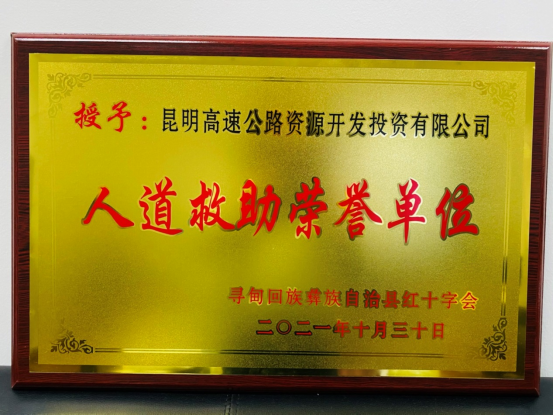 授予：昆明高速公路资源开发投资有限公司
人道救助荣誉单位
寻甸回族彝族自治县红十字会
二〇二一年十月三十日